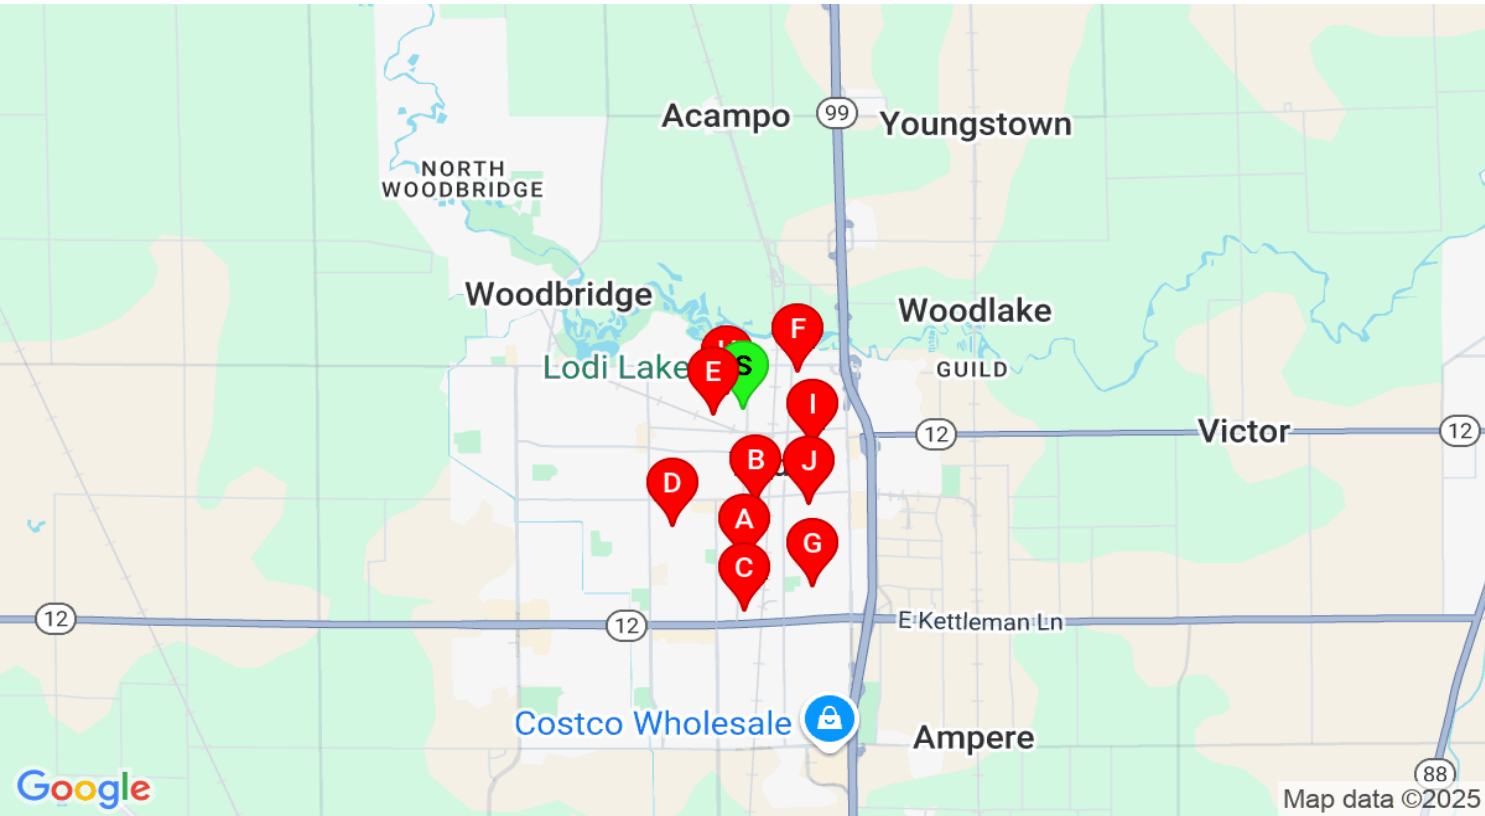 Acampo
99
Youngstown
NORTH
WOODBRIDGE
Woodbridge
Woodlake
F
S
Lodi Lake
E
GUILD
I
12
Victor
12
B
J
D
A
G
C
12
12
E Kettleman Ln
Costco Wholesale
Ampere
88
Google
Map data ©2025